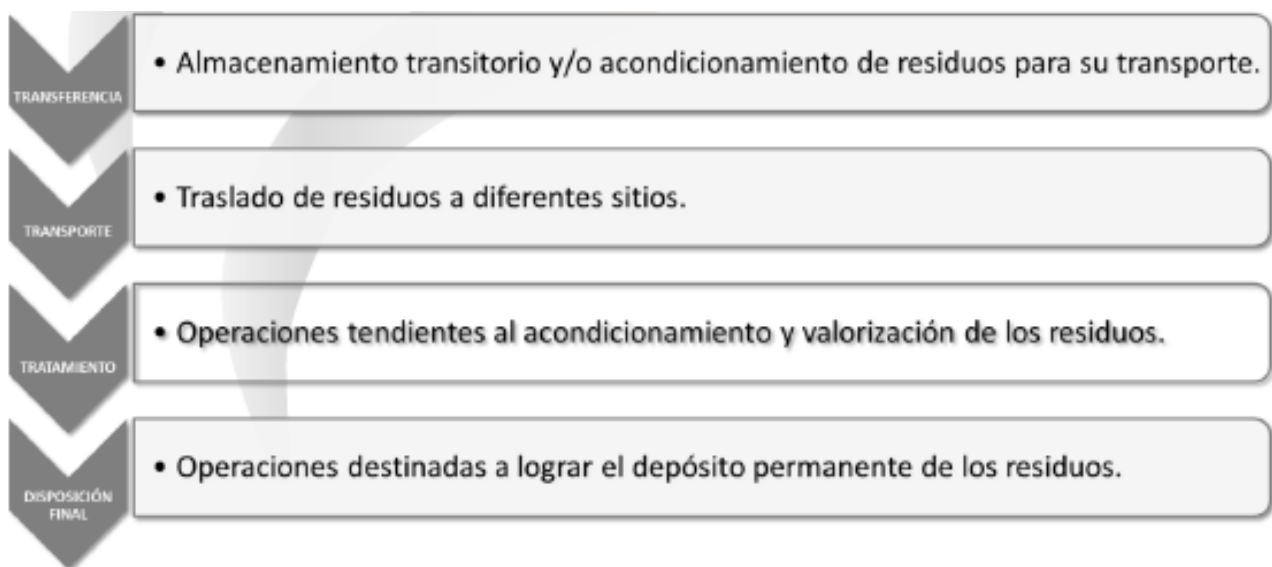 TRANSFERENCIA
• Almacenamiento transitorio y/o acondicionamiento de residuos para su transporte.
TRANSPORTE
• Traslado de residuos a diferentes sitios.
TRATAMIENTO
• Operaciones tendientes al acondicionamiento y valorización de los residuos.
DISPOSICIÓN
FINAL
• Operaciones destinadas a lograr el depósito permanente de los residuos.